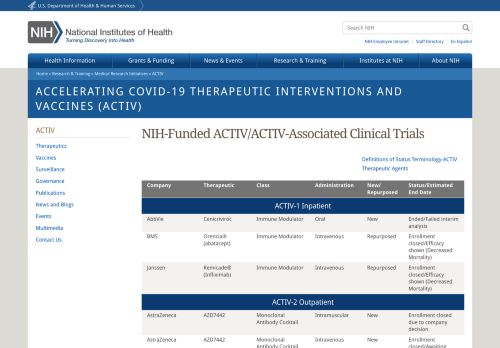 U.S. Department of Health & Human Services
NIH National Institutes of Health
Turning Discovery Into Health
Search NIH
NIH Employee Intranet | Staff Directory | En Español
Health Information
Grants & Funding
News & Events
Research & Training
Institutes at NIH
About NIH
Home » Research & Training » Medical Research Initiatives » ACTIV
ACCELERATING COVID-19 THERAPEUTIC INTERVENTIONS AND
VACCINES (ACTIV)
ACTIV
Therapeutics
Vaccines
Surveillance
Governance
Publications
News and Blogs
Events
Multimedia
Contact Us
NIH-Funded ACTIV/ACTIV-Associated Clinical Trials
Definitions of Status Terminology-ACTIV
Therapeutic Agents
Company Therapeutic Class Administration New/ Status/Estimated
Repurposed End Date
ACTIV-1 Inpatient
AbbVie Cenicriviroc Immune Modulator Oral New Ended/Failed interim
analysis
BMS Orencia® Immune Modulator Intravenous Repurposed Enrollment
(abatacept) closed/Efficacy
shown (Decreased
Mortality)
Janssen Remicade® Immune Modulator Intravenous Repurposed Enrollment
(Infliximab) closed/Efficacy
shown (Decreased
Mortality)
ACTIV-2 Outpatient
AstraZeneca AZD7442 Monoclonal Intramuscular New Enrollment closed
Antibody Cocktail due to company
decision
AstraZeneca AZD7442 Monoclonal Intravenous New Enrollment
Antibody Cocktail closed/Awaiting